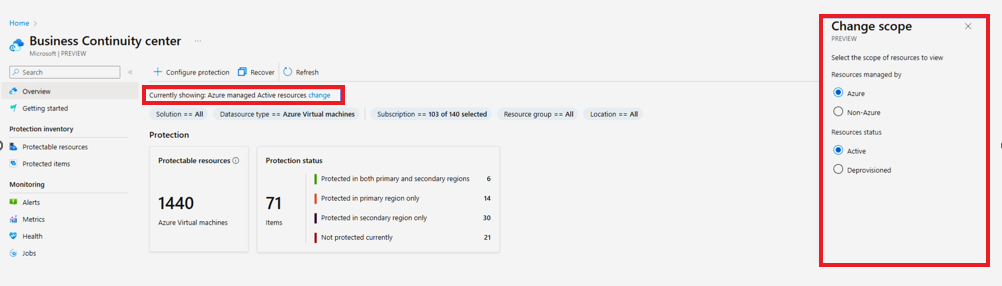 Home >
Business Continuity center ...
Microsoft | PREVIEW
Search
«
Overview
Getting started
Protection inventory
Protectable resources
Protected items
Monitoring
Alerts
Metrics
Health
Jobs
Configure protection Recover Refresh
Currently showing: Azure managed Active resources change
Solution == All Datasource type == Azure Virtual machines Subscription == 103 of 140 selected Resource group == All Location == All
Protection
Protectable resources
1440
Azure Virtual machines
Protection status
71
Items
Protected in both primary and secondary regions 6
Protected in primary region only 14
Protected in secondary region only 30
Not protected currently 21
Change scope
PREVIEW
Select the scope of resources to view
Resources managed by
Azure
Non-Azure
Resources status
Active
Deprovisioned